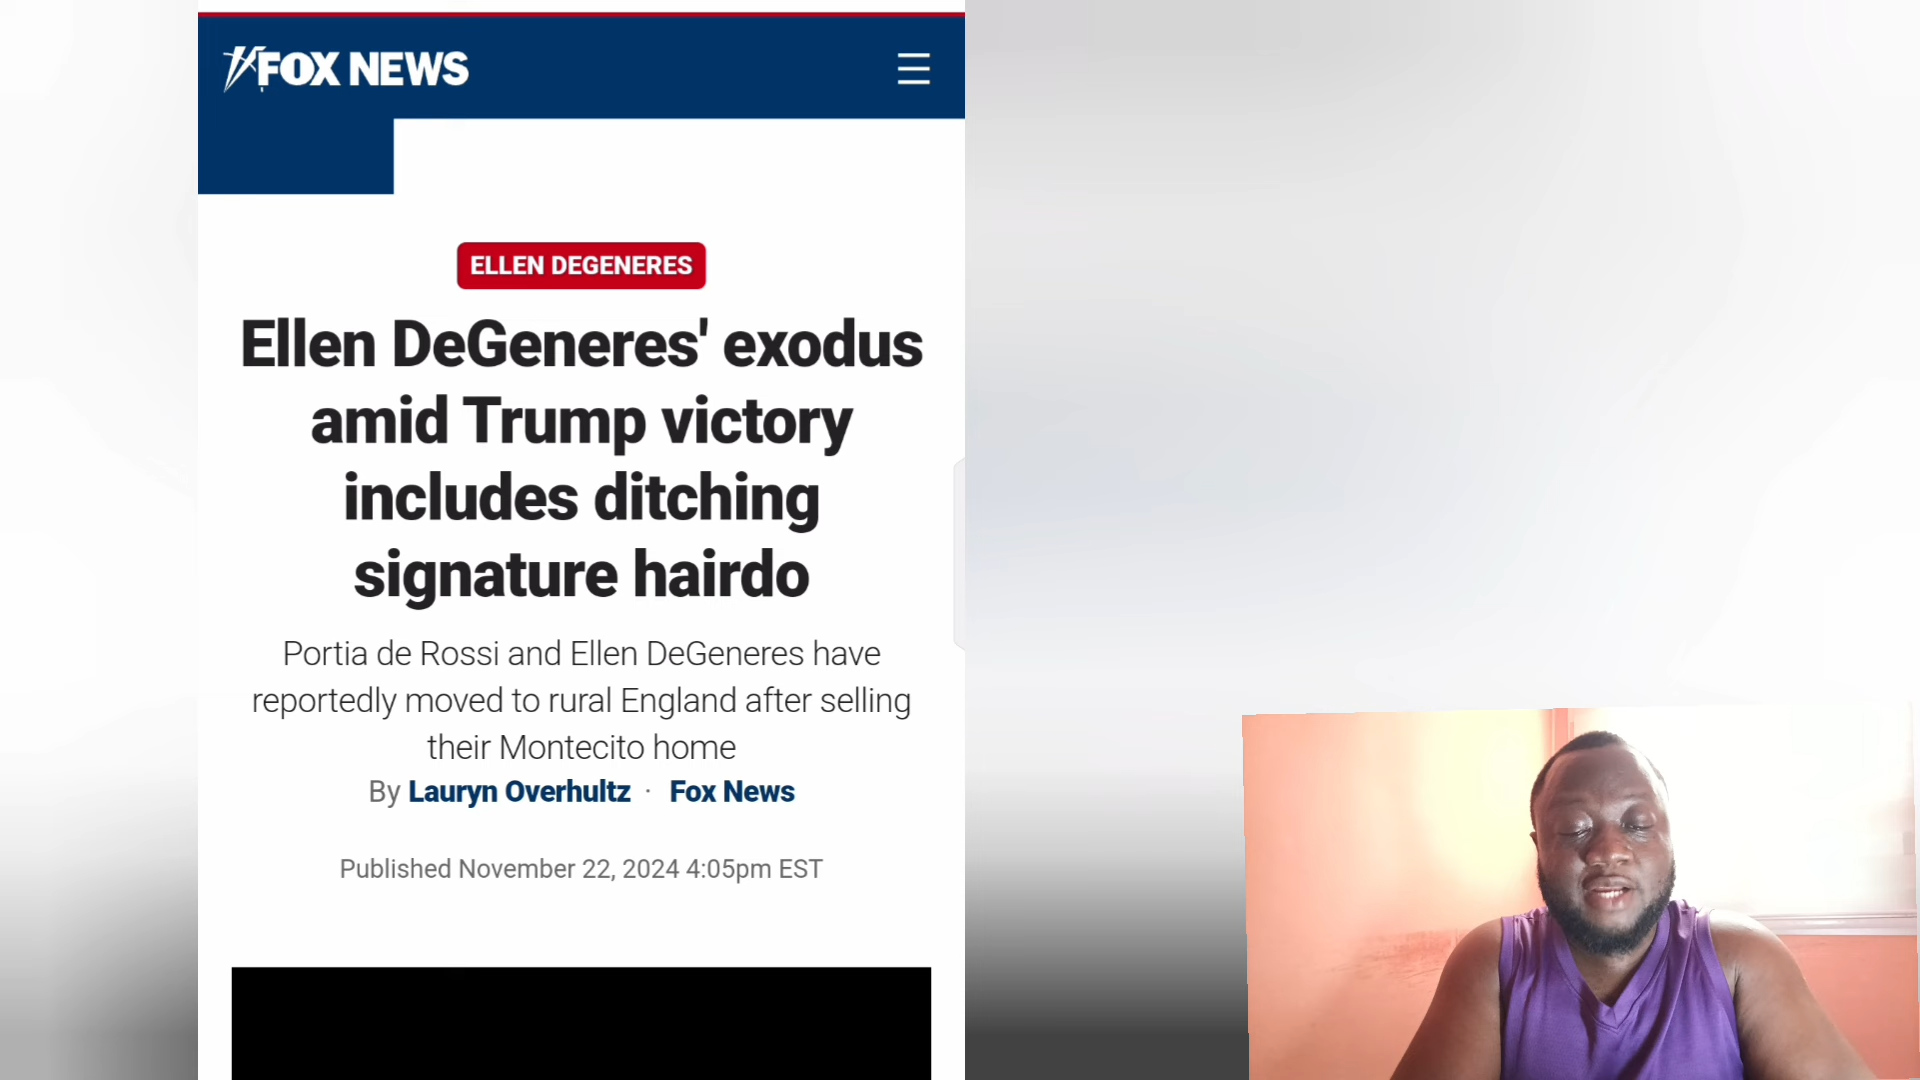 FOX NEWS
ELLEN DEGENERES
Ellen DeGeneres' exodus
amid Trump victory
includes ditching
signature hairdo
Portia de Rossi and Ellen DeGeneres have
reportedly moved to rural England after selling
their Montecito home
By Lauryn Overhultz · Fox News
Published November 22, 2024 4:05pm EST